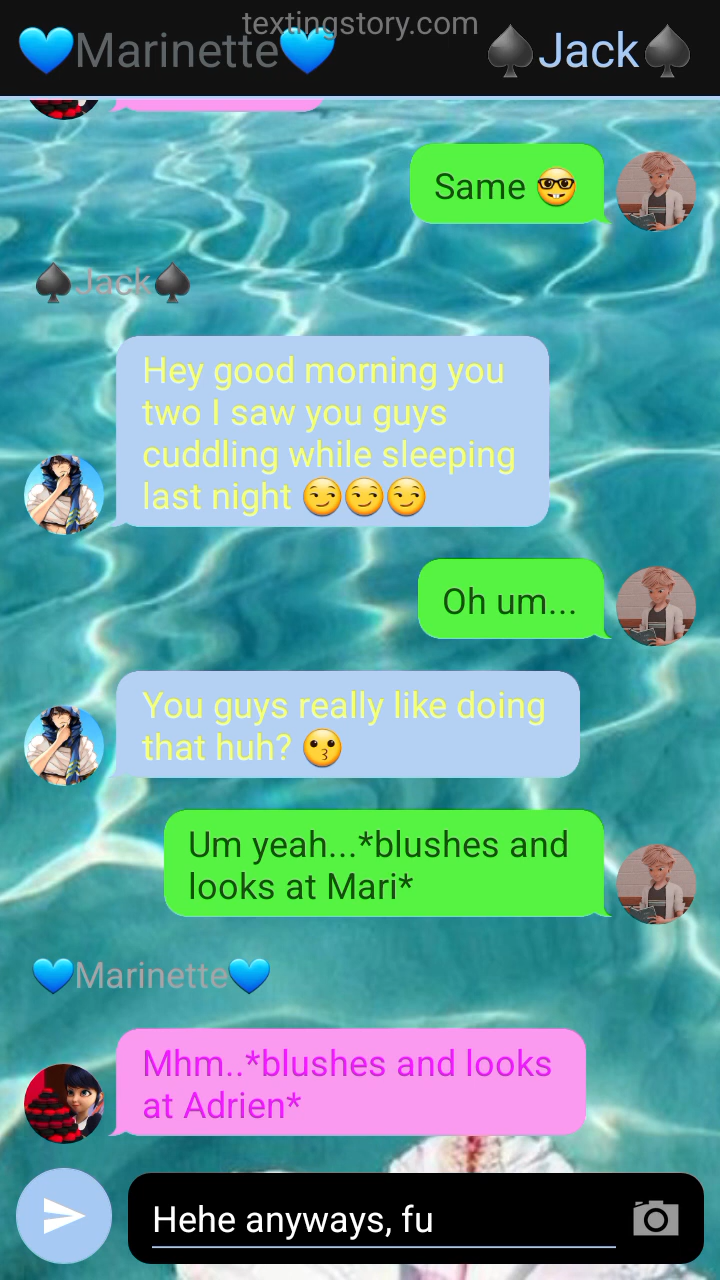 textingstory.com
💙Marinette💙 ♠️Jack♠️
Same 🤓
♠️Jack♠️
Hey good morning you
two I saw you guys
cuddling while sleeping
last night 😏😏😏
Oh um...
You guys really like doing
that huh? 😗
Um yeah...*blushes and
looks at Mari*
💙Marinette💙
Mhm..*blushes and looks
at Adrien*
Hehe anyways, fu